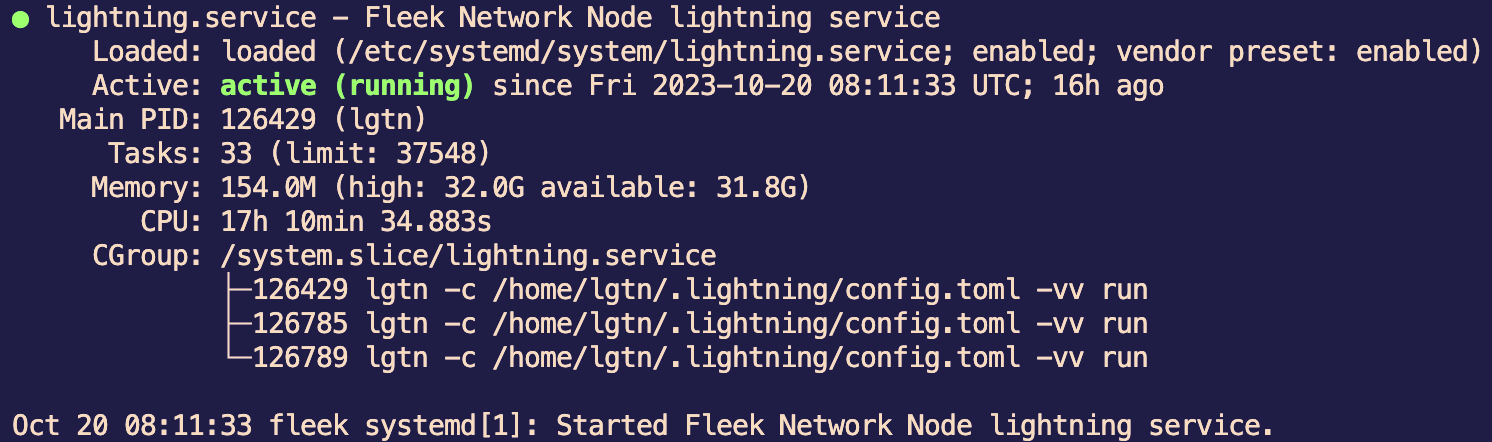 ● lightning.service – Fleek Network Node lightning service
Loaded: loaded (/etc/systemd/system/lightning.service; enabled; vendor preset: enabled)
Active: active (running) since Fri 2023-10-20 08:11:33 UTC; 16h ago
Main PID: 126429 (lgtn)
Tasks: 33 (limit: 37548)
Memory: 154.0M (high: 32.0G available: 31.8G)
CPU: 17h 10min 34.883s
CGroup: /system.slice/lightning.service
├─126429 lgtn -c /home/lgtn/.lightning/config.toml -vv run
├─126785 lgtn -c /home/lgtn/.lightning/config.toml -vv run
└─126789 lgtn -c /home/lgtn/.lightning/config.toml -vv run
Oct 20 08:11:33 fleek systemd[1]: Started Fleek Network Node lightning service.